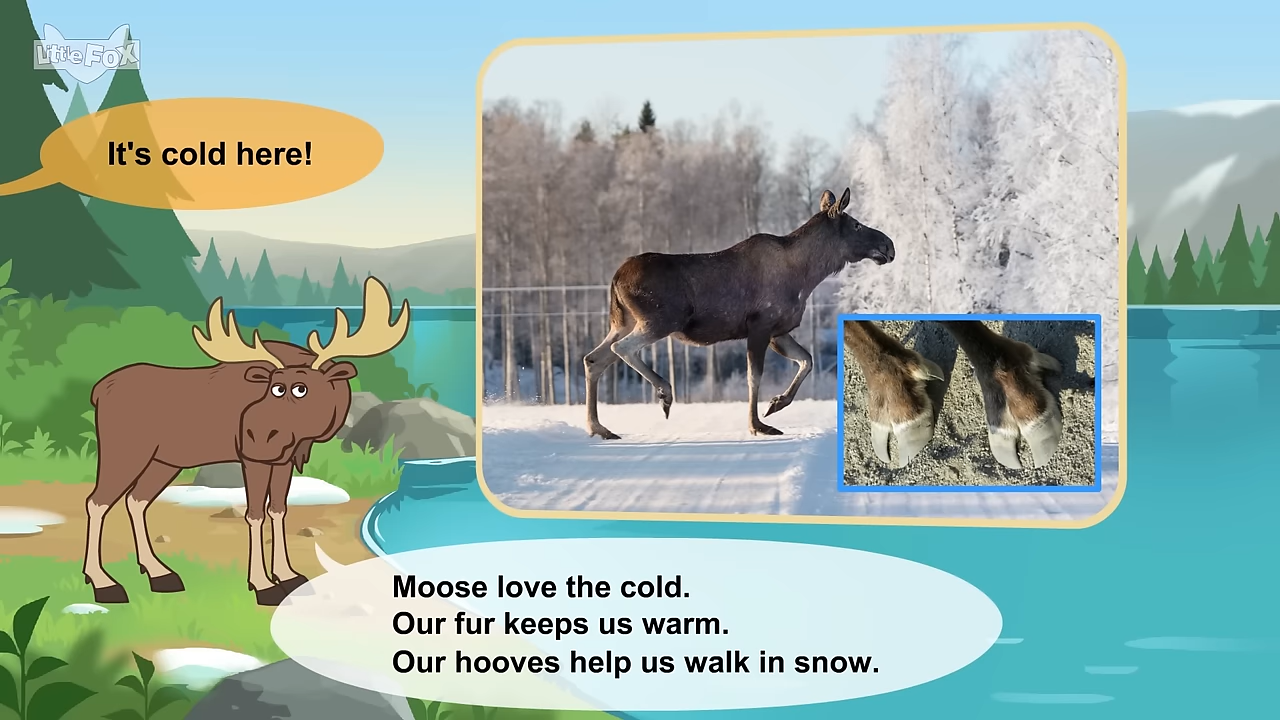 Little Fox
It's cold here!
Moose love the cold.
Our fur keeps us warm.
Our hooves help us walk in snow.